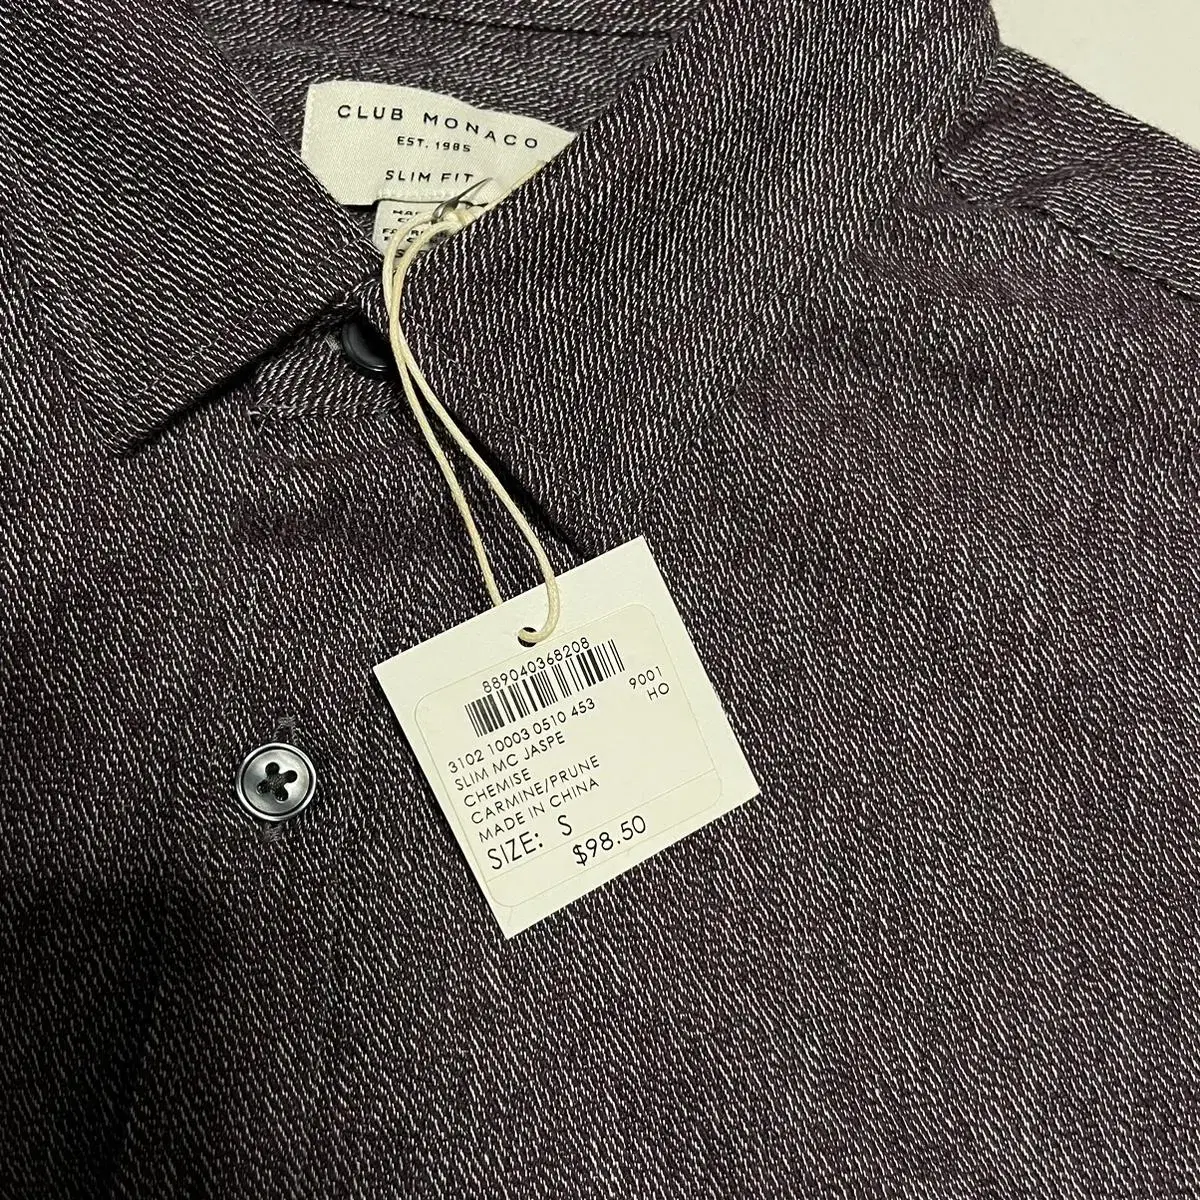 CLUB MONACO
EST. 1985
SLIM FIT
889040368208
9001
HO
3102 10003 0510 453
SLIM MC JASPE
CHEMISE
CARMINE/PRUNE
MADE IN CHINA
SIZE: S
$98.50